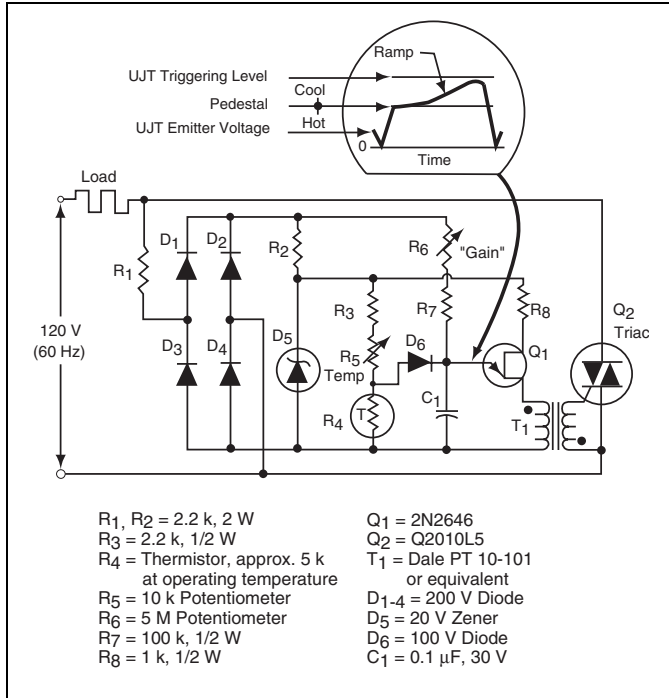 Ramp
UJT Triggering Level
Cool
Pedestal
Hot
UJT Emitter Voltage
0
Time
Load
D1
D2
R1
R2
R6
"Gain"
R3
R7
R8
Q2
Triac
120 V
(60 Hz)
D3
D4
D5
R5
Temp
D6
Q1
C1
T
R4
T1
R1, R2 = 2.2 k, 2 W
R3 = 2.2 k, 1/2 W
R4 = Thermistor, approx. 5 k
at operating temperature
R5 = 10 k Potentiometer
R6 = 5 M Potentiometer
R7 = 100 k, 1/2 W
R8 = 1 k, 1/2 W
Q1 = 2N2646
Q2 = Q2010L5
T1 = Dale PT 10-101
or equivalent
D1-4 = 200 V Diode
D5 = 20 V Zener
D6 = 100 V Diode
C1 = 0.1 µF, 30 V